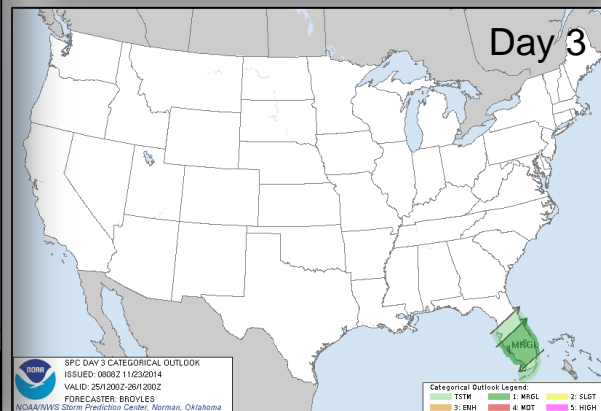 Day 3
MRGL
NOAA
SPC DAY 3 CATEGORICAL OUTLOOK
ISSUED: 0808Z 11/23/2014
VALID: 25/1200Z-26/1200Z
FORECASTER: BROYLES
NOAA/NWS Storm Prediction Center, Norman, Oklahoma
Categorical Outlook Legend:
TSTM 1: MRGL 2: SLGT
3: ENH 4: MDT 5: HIGH